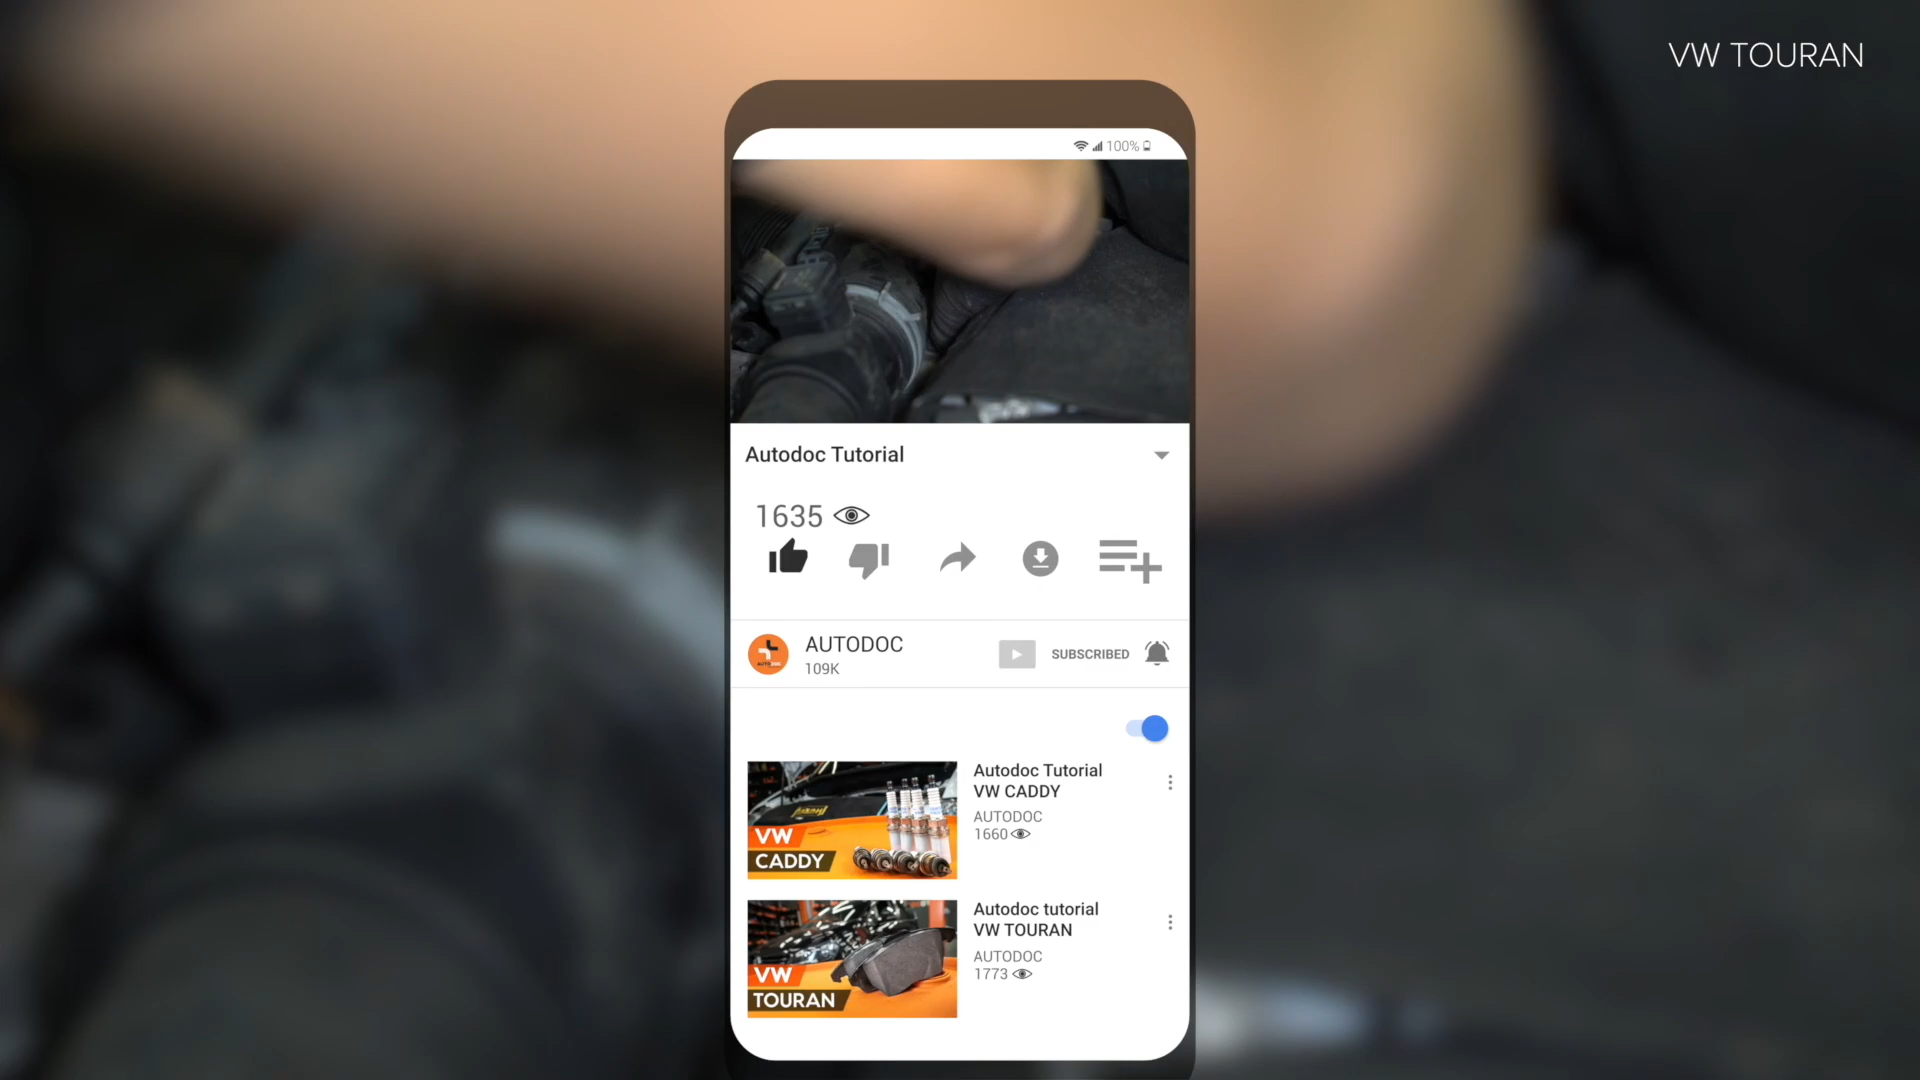 VW TOURAN
100%
Autodoc Tutorial
1635
AUTODOC
109K
SUBSCRIBED
Autodoc Tutorial
VW CADDY
AUTODOC
1660
VW
CADDY
Autodoc tutorial
VW TOURAN
AUTODOC
1773
VW
TOURAN